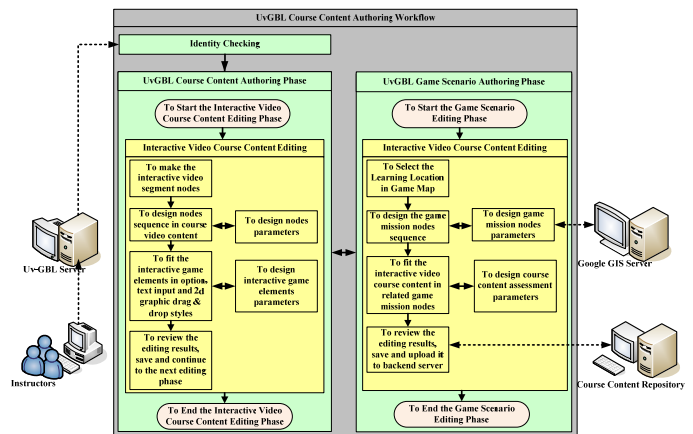 UvGBL Course Content Authoring Workflow
Identity Checking
UvGBL Course Content Authoring Phase
To Start the Interactive Video
Course Content Editing Phase
Interactive Video Course Content Editing
To make the
interactive video
segment nodes
To design nodes
sequence in course
video content
To design nodes
parameters
To fit the
interactive game
elements in option,
text input and 2d
graphic drag &
drop styles
To design
interactive game
elements parameters
To review the
editing results,
save and continue
to the next editing
phase
To End the Interactive Video
Course Content Editing Phase
UvGBL Game Scenario Authoring Phase
To Start the Game Scenario
Editing Phase
Interactive Video Course Content Editing
To Select the
Learning Location
in Game Map
To design the game
mission nodes
sequence
To design game
mission nodes
parameters
To fit the
interactive video
course content in
related game
mission nodes
To design course
content assessment
parameters
To review the
editing results,
save and upload it
to backend server
To End the Game Scenario
Editing Phase
Uv-GBL Server
Instructors
Google GIS Server
Course Content Repository